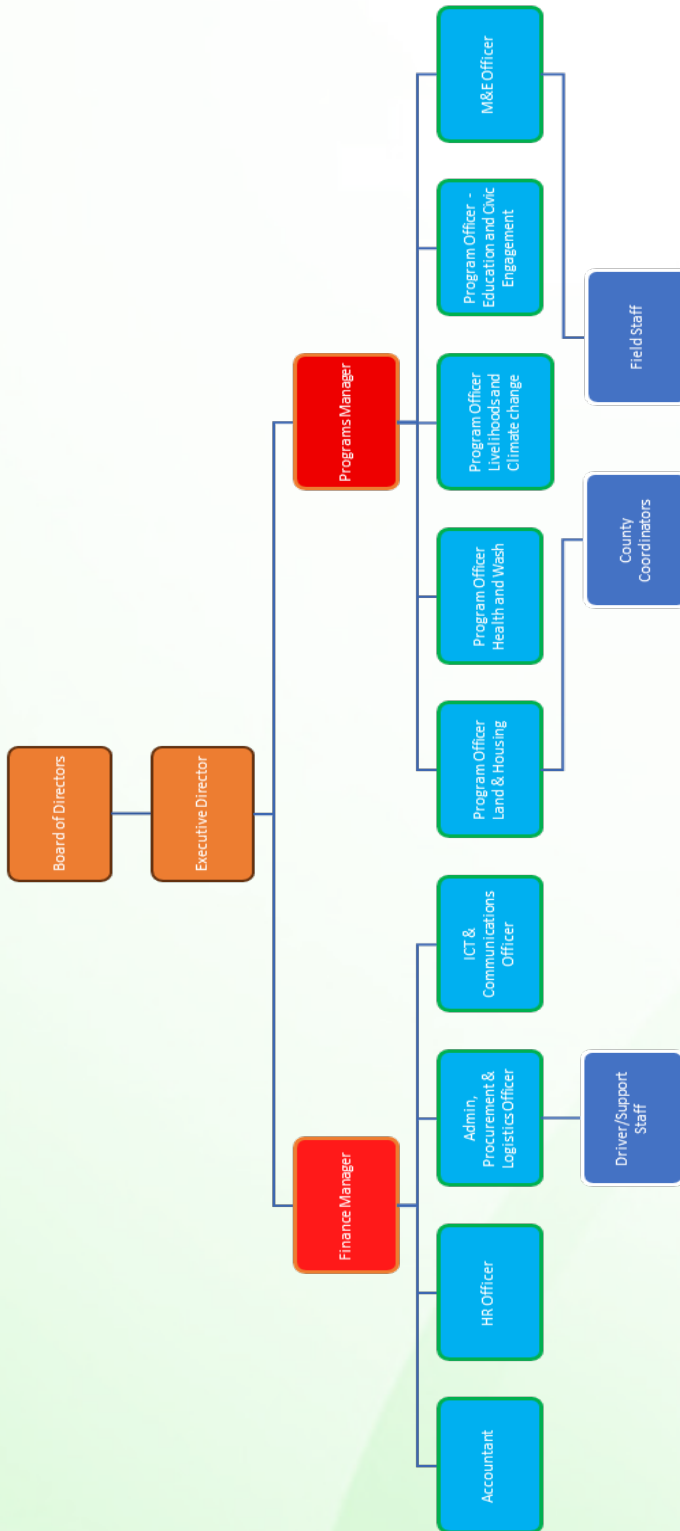 Board of Directors
Executive Director
Finance Manager
Programs Manager
Accountant
HR Officer
Admin,
Procurement &
Logistics Officer
ICT &
Communications
Officer
Program Officer
Land & Housing
Program Officer
Health and Wash
Program Officer
Livelihoods and
Climate change
Program Officer -
Education and Civic
Engagement
M&E Officer
Driver/Support
Staff
County
Coordinators
Field Staff